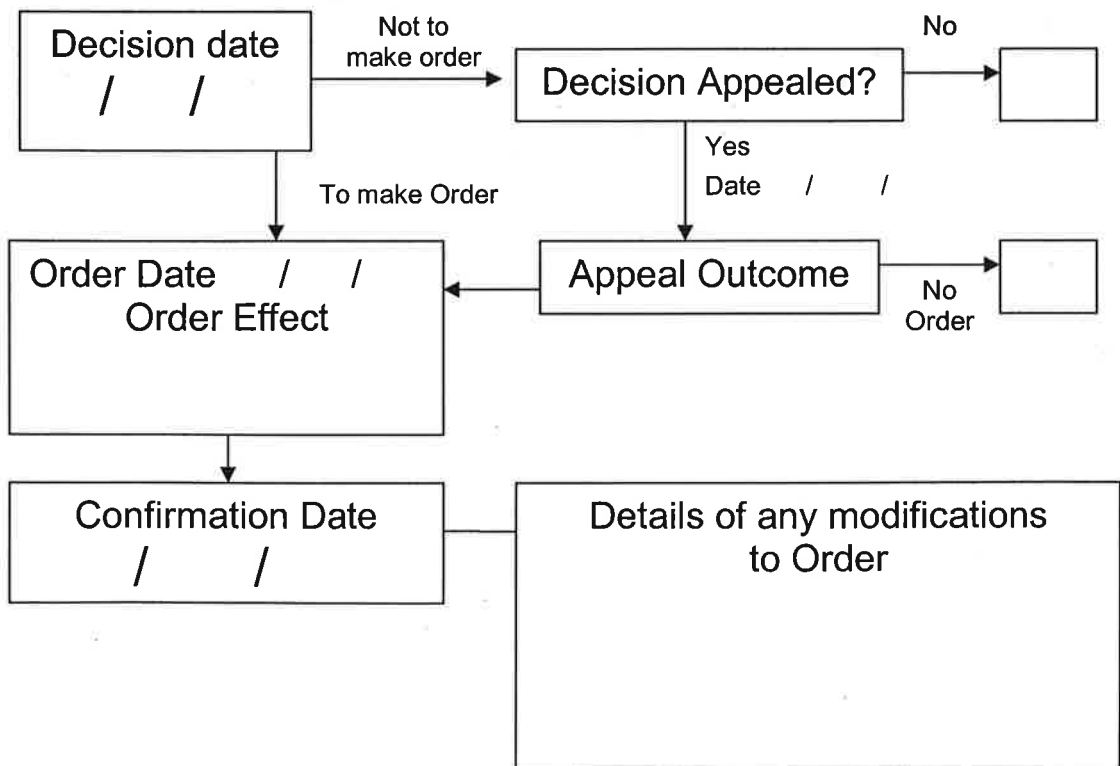 Decision date
/ /
Not to
make order
Decision Appealed?
No
Yes
Date / /
To make Order
Order Date / /
Order Effect
Appeal Outcome
No
Order
Confirmation Date
/ /
Details of any modifications
to Order